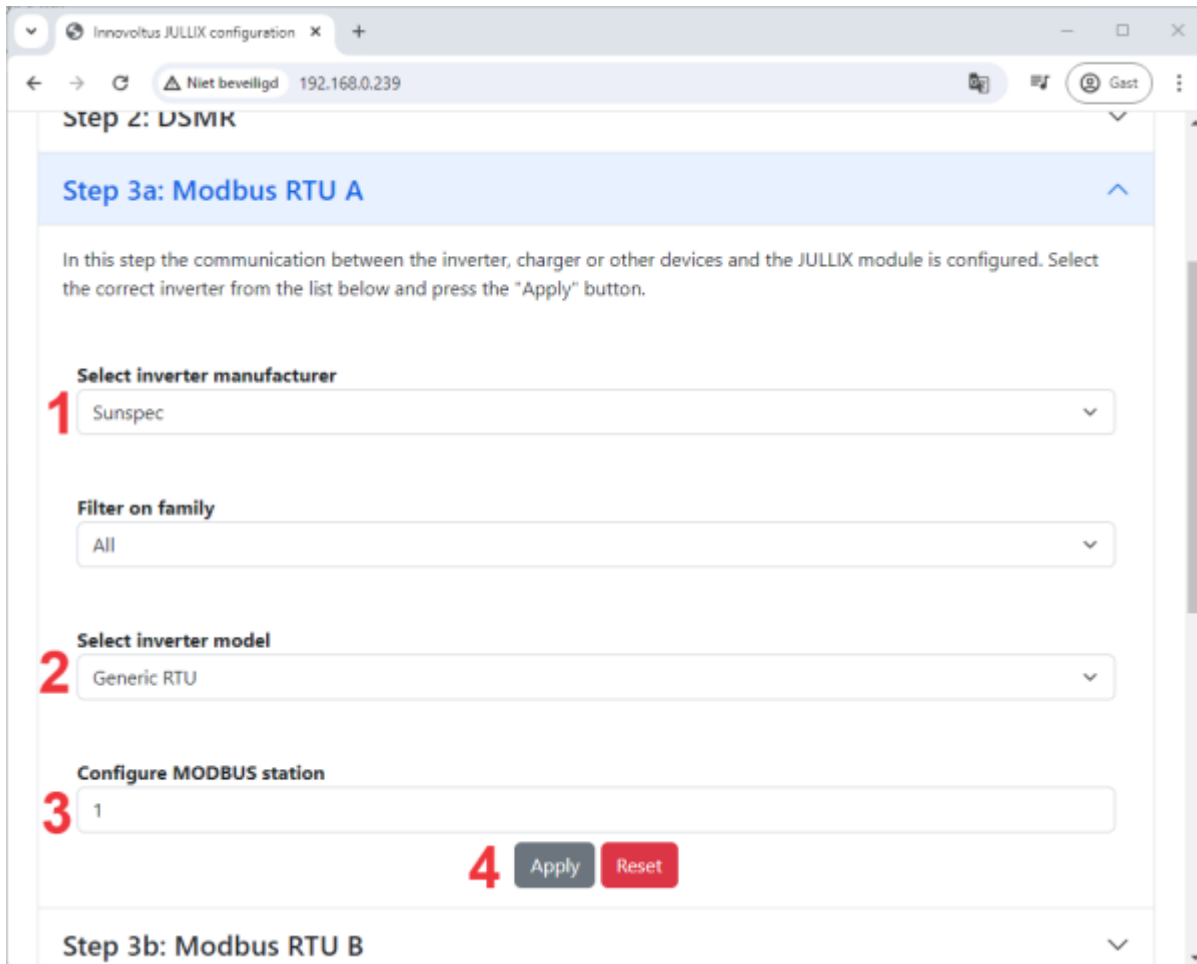 Innovoltus JULLIX configuration
Niet beveiligd 192.168.0.239
Gast
Step 2: DSMR
Step 3a: Modbus RTU A
In this step the communication between the inverter, charger or other devices and the JULLIX module is configured. Select
the correct inverter from the list below and press the "Apply" button.
Select inverter manufacturer
1 Sunspec
Filter on family
All
Select inverter model
2 Generic RTU
Configure MODBUS station
3 1
4 Apply Reset
Step 3b: Modbus RTU B